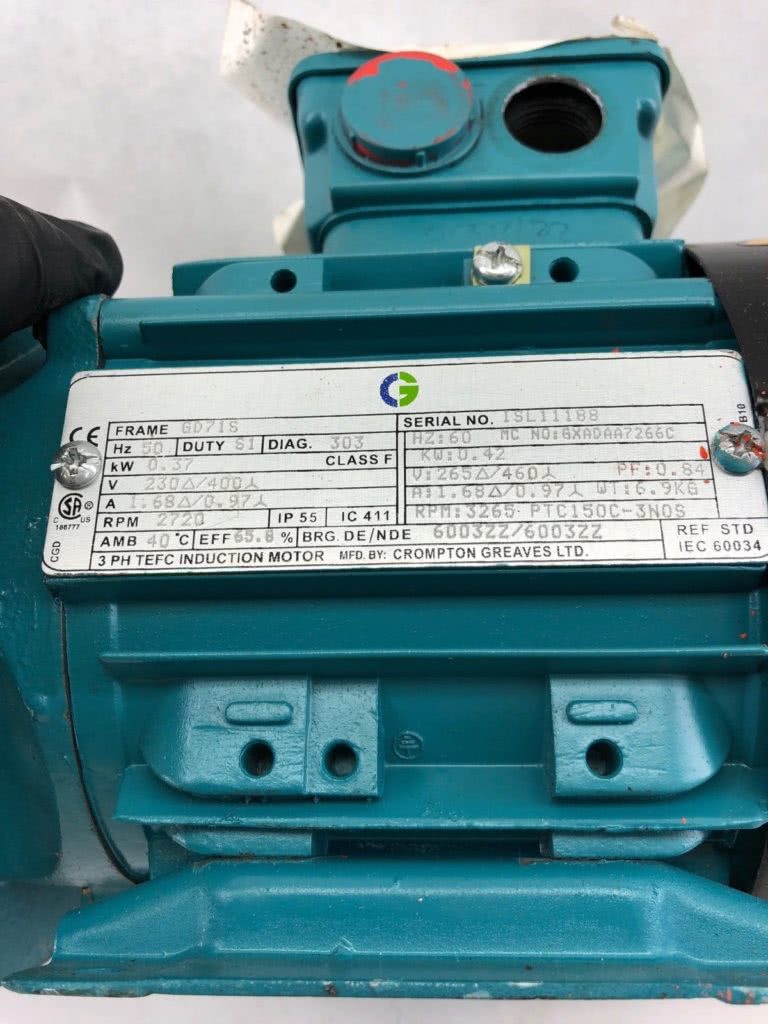 CG
CE
FRAME GD71S
SERIAL NO. ISL11188
Hz 50 DUTY S1 DIAG. 303
HZ:60 MC NO:GXADAA7266C
kW 0.37 CLASS F
KW:0.42
V 230Δ/400⅄
V:265Δ/460⅄ PF:0.84
A 1.68Δ/0.97⅄
A:1.68Δ/0.97⅄ WT:6.9KG
RPM 2720 IP 55 IC 411
RPM:3265 PTC150C-3NOS
AMB 40 °C EFF 65.8 % BRG. DE/NDE 6003ZZ/6003ZZ
REF STD
IEC 60034
3 PH TEFC INDUCTION MOTOR MFD. BY: CROMPTON GREAVES LTD.
SA ®
C US
186777
CGD
B10